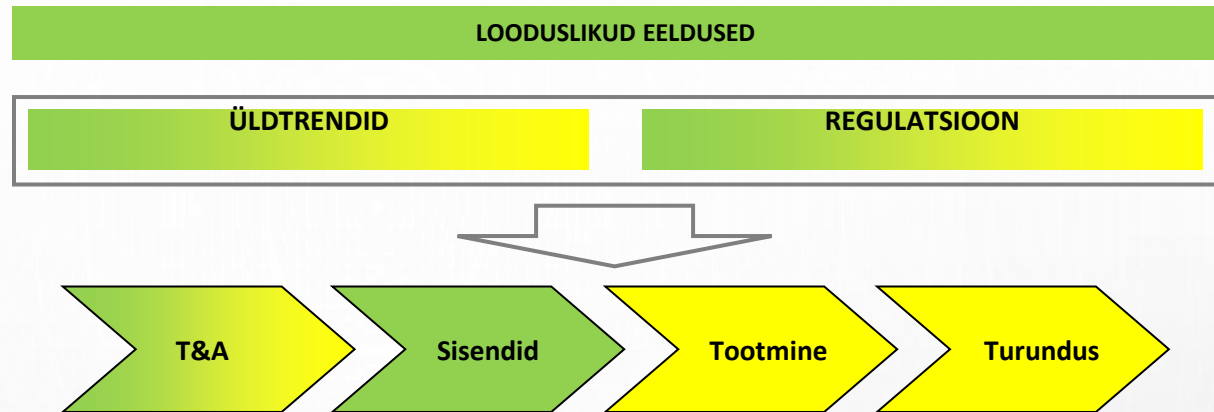 LOODUSLIKUD EELDUSED
ÜLDTRENDID
REGULATSIOON
T&A
Sisendid
Tootmine
Turundus